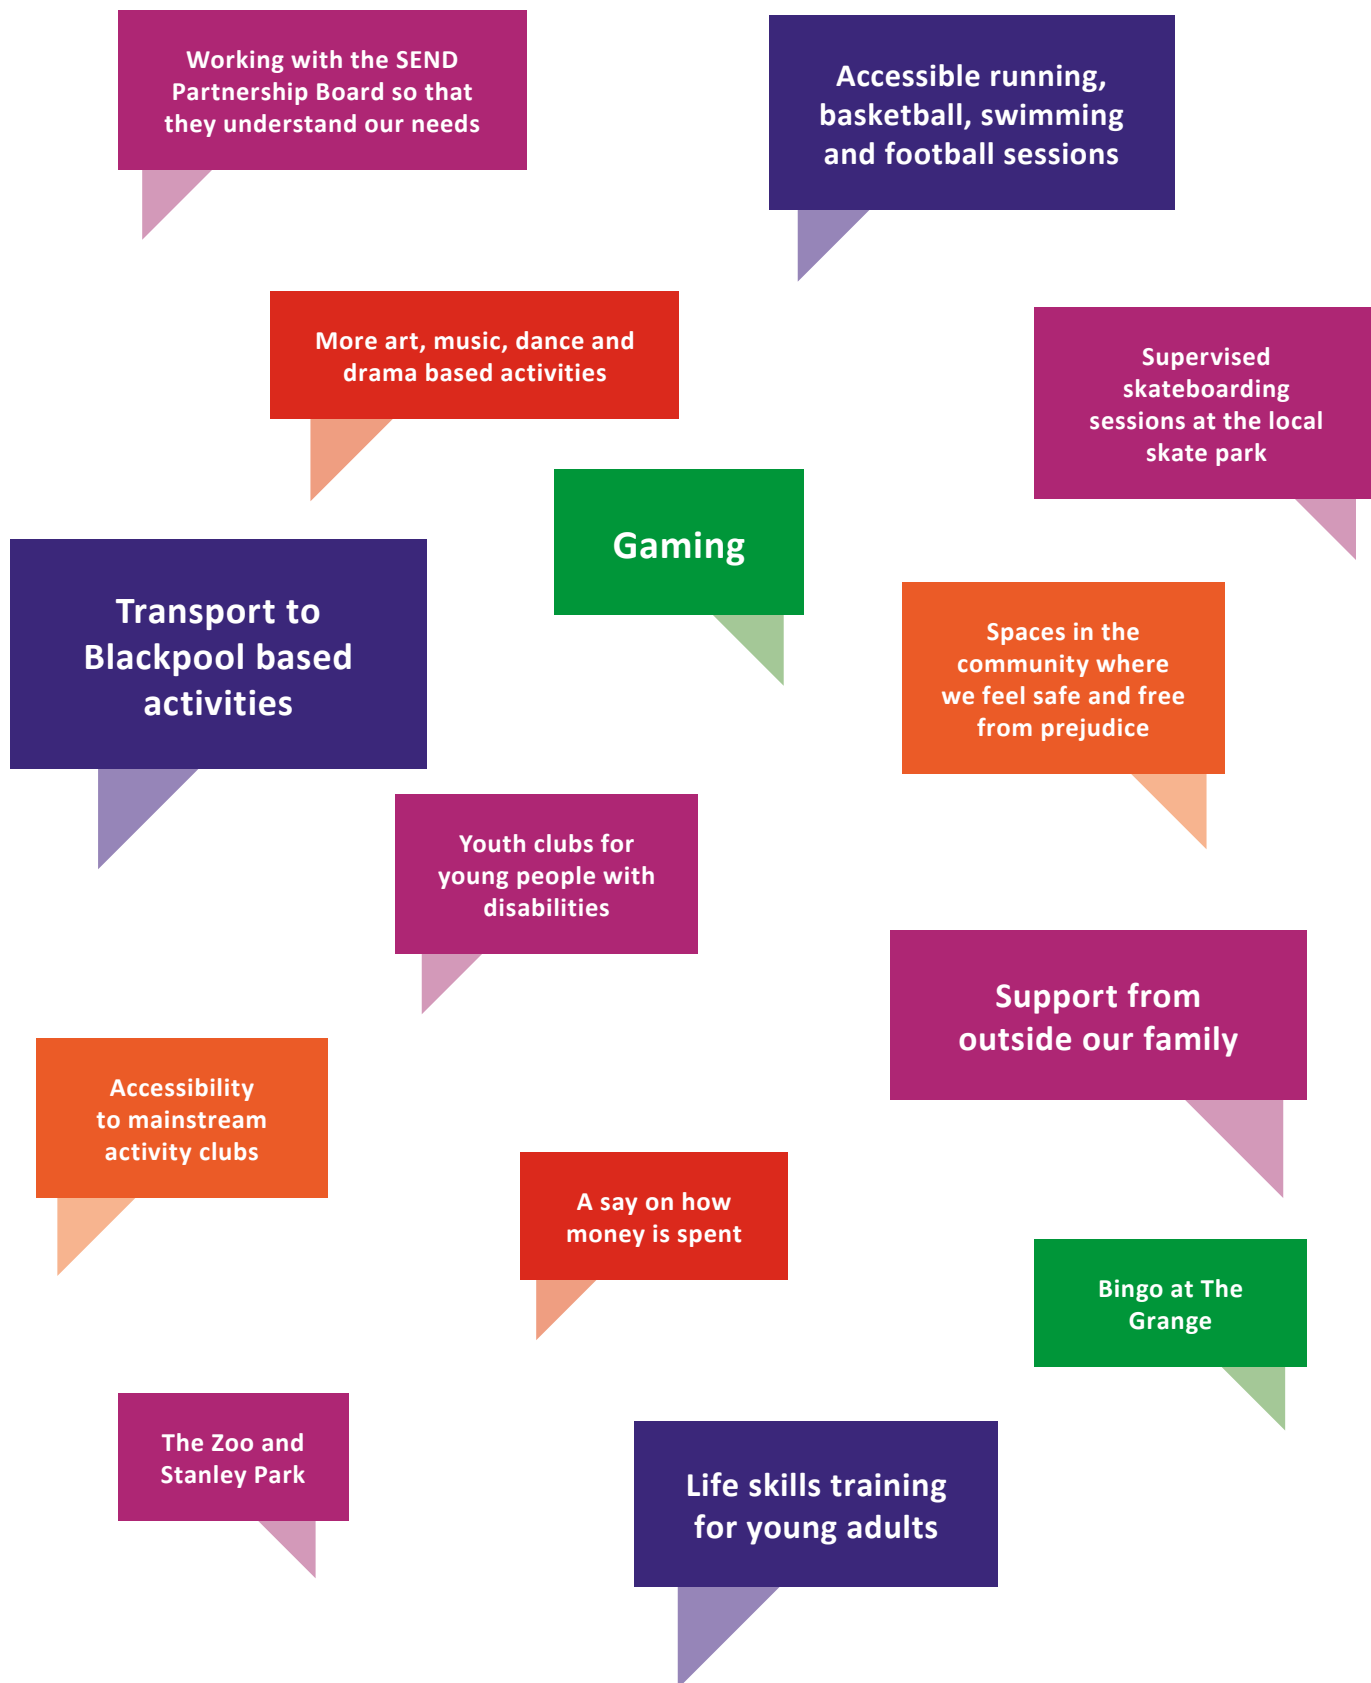 Working with the SEND
Partnership Board so that
they understand our needs
Accessible running,
basketball, swimming
and football sessions
More art, music, dance and
drama based activities
Supervised
skateboarding
sessions at the local
skate park
Gaming
Transport to
Blackpool based
activities
Spaces in the
community where
we feel safe and free
from prejudice
Youth clubs for
young people with
disabilities
Support from
outside our family
Accessibility
to mainstream
activity clubs
A say on how
money is spent
Bingo at The
Grange
The Zoo and
Stanley Park
Life skills training
for young adults